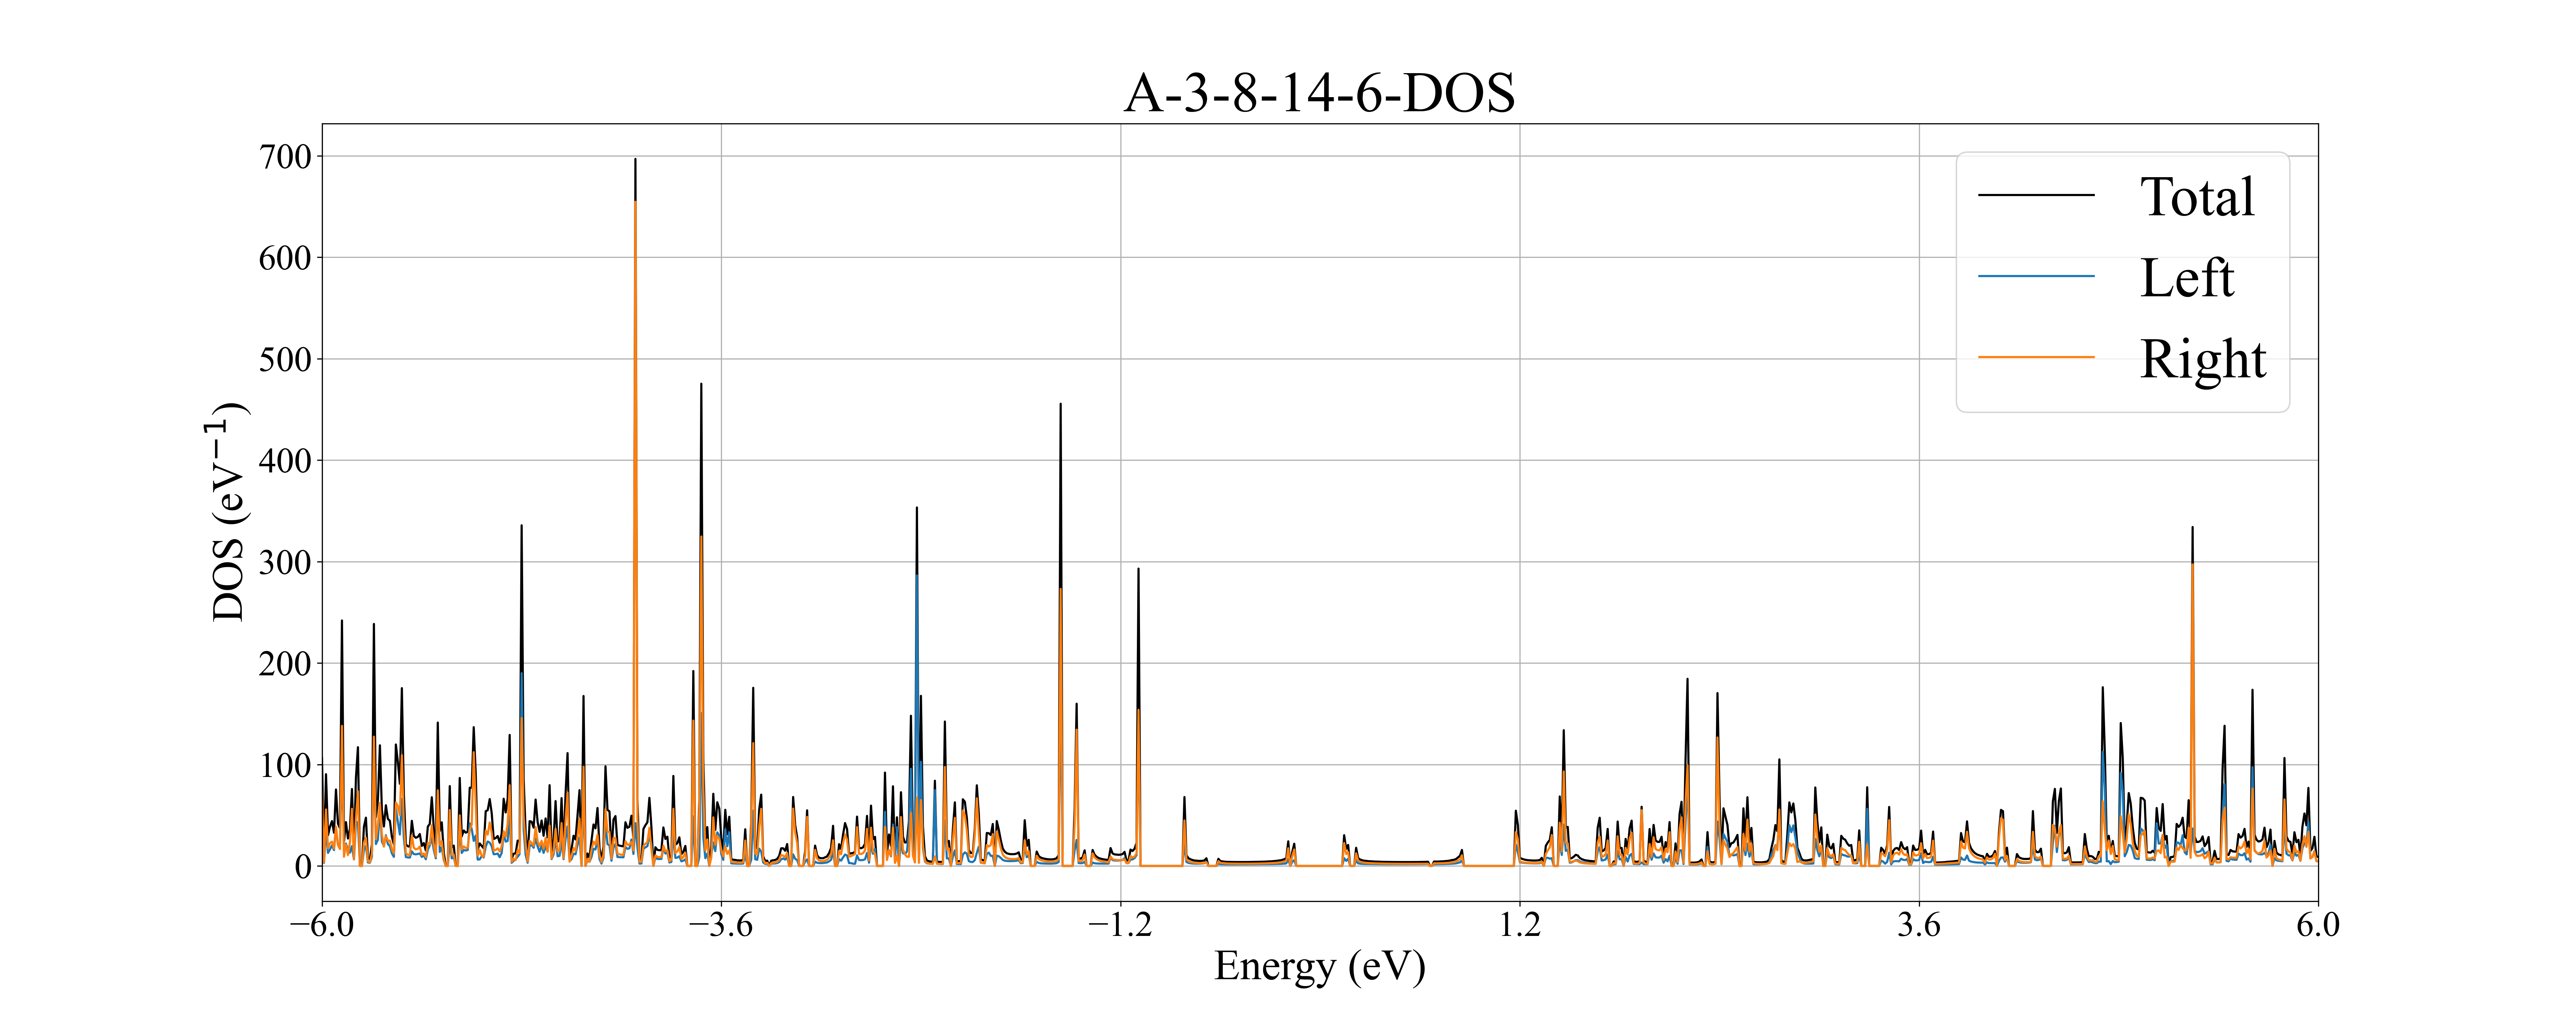 A-3-8-14-6-DOS
700
600
500
400
300
200
100
0
DOS (eV⁻¹)
Total
Left
Right
−6.0 −3.6 −1.2 1.2 3.6 6.0
Energy (eV)